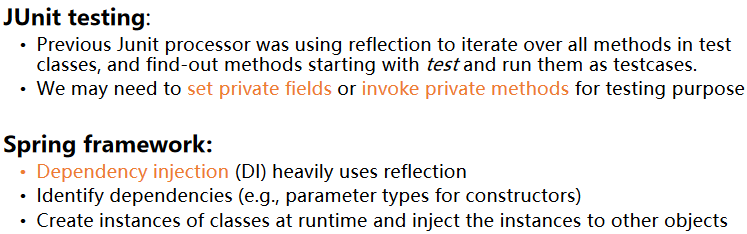 JUnit testing:
• Previous Junit processor was using reflection to iterate over all methods in test
classes, and find-out methods starting with test and run them as testcases.
• We may need to set private fields or invoke private methods for testing purpose
Spring framework:
• Dependency injection (DI) heavily uses reflection
• Identify dependencies (e.g., parameter types for constructors)
• Create instances of classes at runtime and inject the instances to other objects